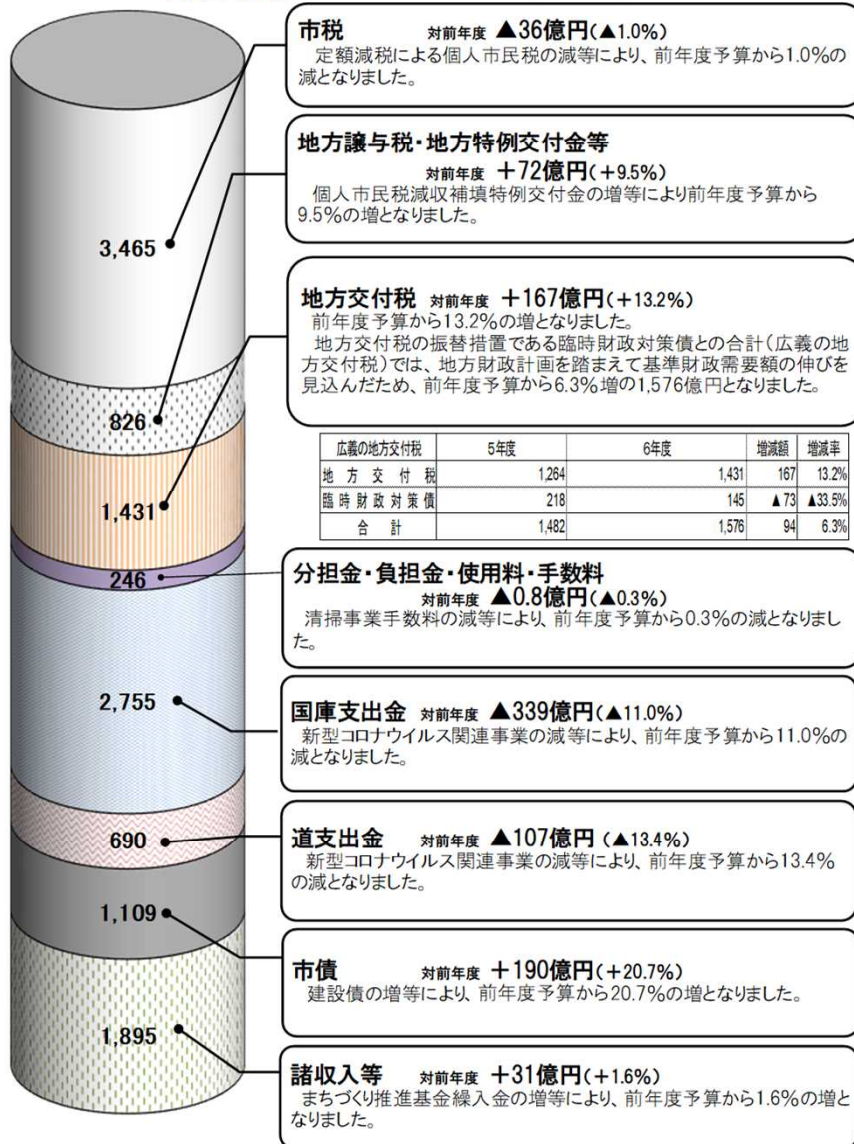 市税 対前年度 ▲36億円(▲1.0%)
定額減税による個人市民税の減等により、前年度予算から1.0%の
減となりました。
地方譲与税・地方特例交付金等
対前年度 +72億円(+9.5%)
個人市民税減収補填特例交付金の増等により前年度予算から
9.5%の増となりました。
3,465
地方交付税 対前年度 +167億円(+13.2%)
前年度予算から13.2%の増となりました。
地方交付税の振替措置である臨時財政対策債との合計(広義の地
方交付税)では、地方財政計画を踏まえて基準財政需要額の伸びを
見込んだため、前年度予算から6.3%増の1,576億円となりました。
826
広義の地方交付税 5年度 6年度 増減額 増減率
地方交付税 1,264 1,431 167 13.2%
臨時財政対策債 218 145 ▲73 ▲33.5%
合計 1,482 1,576 94 6.3%
1,431
分担金・負担金・使用料・手数料
対前年度 ▲0.8億円(▲0.3%)
清掃事業手数料の減等により、前年度予算から0.3%の減となりまし
た。
246
国庫支出金 対前年度 ▲339億円(▲11.0%)
新型コロナウイルス関連事業の減等により、前年度予算から11.0%の
減となりました。
2,755
道支出金 対前年度 ▲107億円 (▲13.4%)
新型コロナウイルス関連事業の減等により、前年度予算から13.4%
の減となりました。
690
市債 対前年度 +190億円(+20.7%)
建設債の増等により、前年度予算から20.7%の増となりました。
1,109
諸収入等 対前年度 +31億円(+1.6%)
まちづくり推進基金繰入金の増等により、前年度予算から1.6%の増と
なりました。
1,895